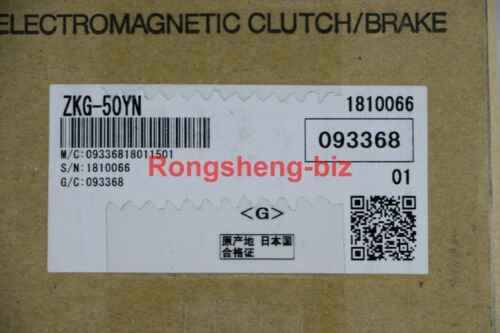 ELECTROMAGNETIC CLUTCH/BRAKE
ZKG-50YN
1810066
093368
M/C:09336818011501
Rongsheng-biz
S/N:1810066
01
G/C:093368
<G>
原产地 日本国
合格证